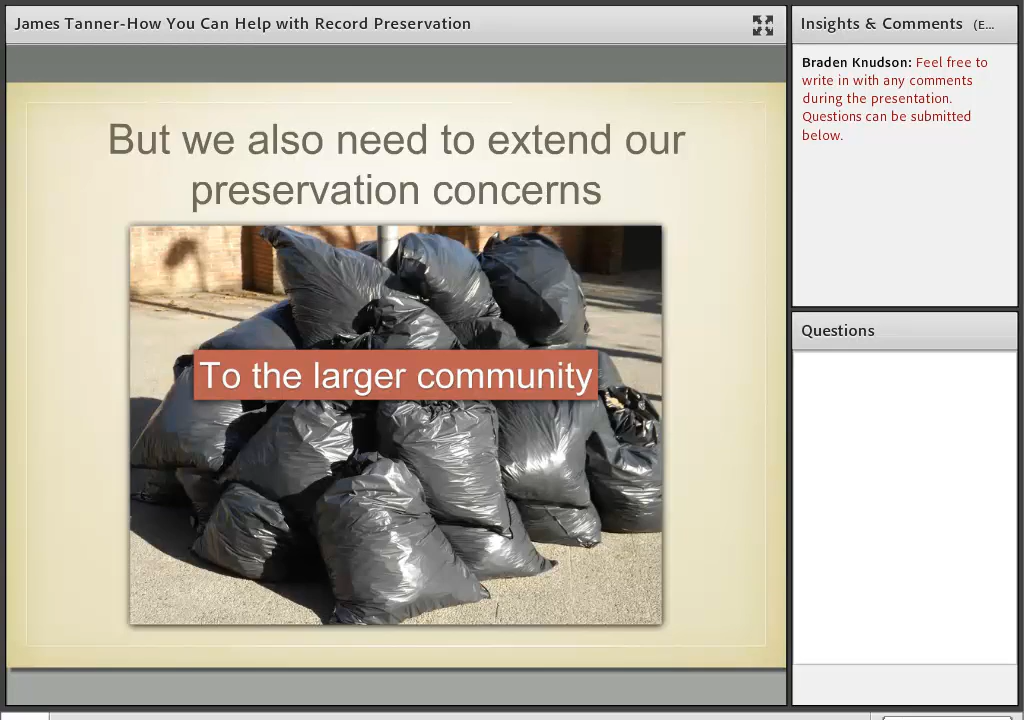 James Tanner-How You Can Help with Record Preservation
But we also need to extend our
preservation concerns
To the larger community
Insights & Comments (E...
Braden Knudson: Feel free to
write in with any comments
during the presentation.
Questions can be submitted
below.
Questions